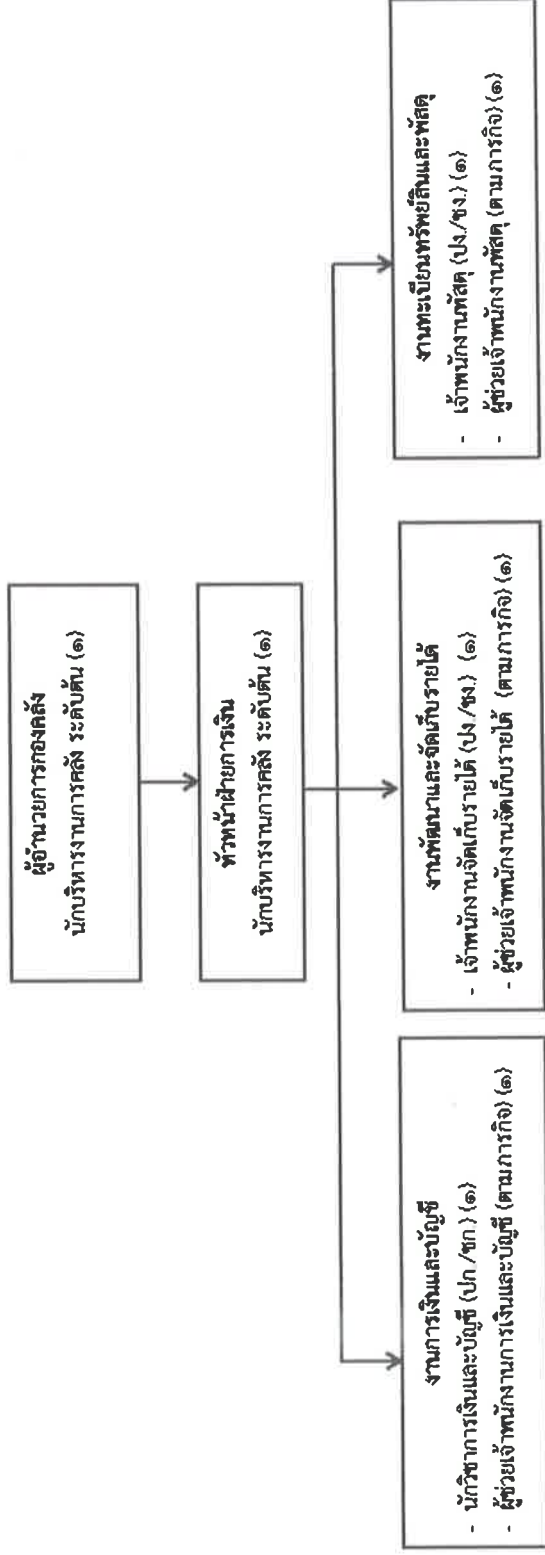 ผู้อำนวยการกองคลัง
นักบริหารงานการคลัง ระดับต้น (๑)
หัวหน้าฝ่ายการเงิน
นักบริหารงานการคลัง ระดับต้น (๑)
งานการเงินและบัญชี
- นักวิชาการเงินและบัญชี (ปก./ชก.) (๑)
- ผู้ช่วยเจ้าพนักงานการเงินและบัญชี (ตามภารกิจ) (๑)
งานพัฒนาและจัดเก็บรายได้
- เจ้าพนักงานจัดเก็บรายได้ (ปง./ชง.) (๑)
- ผู้ช่วยเจ้าพนักงานจัดเก็บรายได้ (ตามภารกิจ) (๑)
งานทะเบียนทรัพย์สินและพัสดุ
- เจ้าพนักงานพัสดุ (ปง./ชง.) (๑)
- ผู้ช่วยเจ้าพนักงานพัสดุ (ตามภารกิจ) (๑)